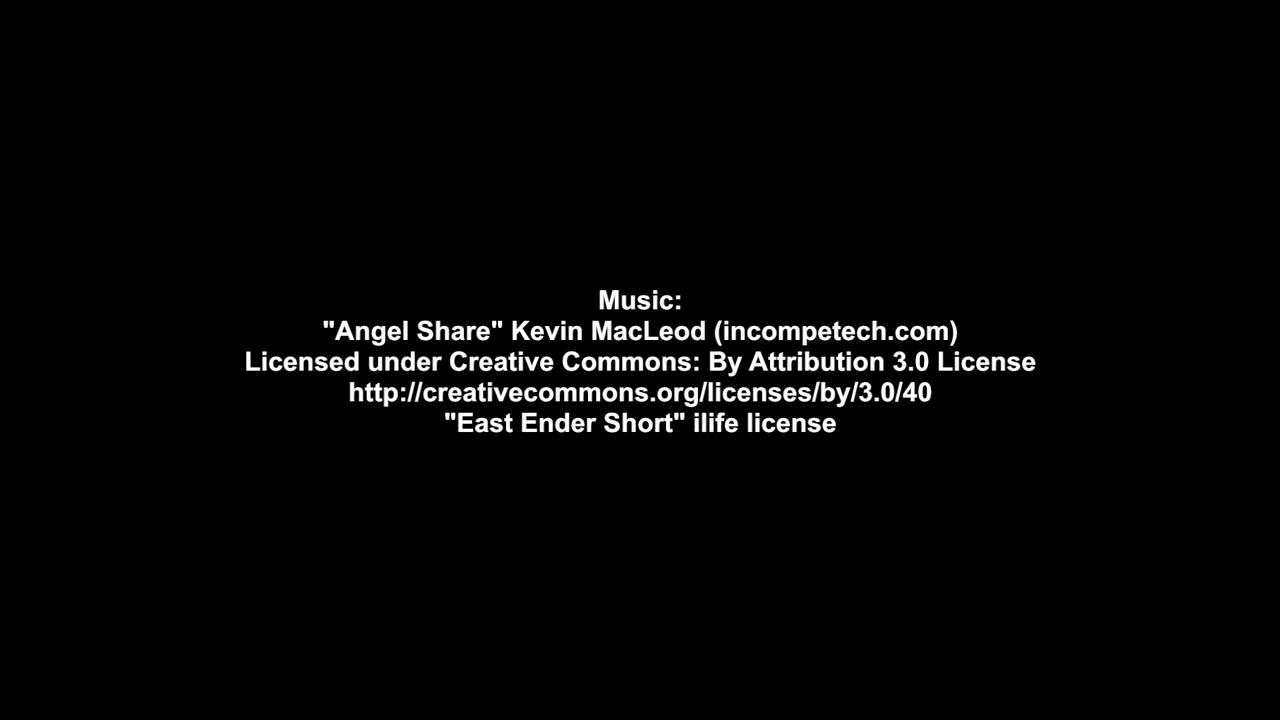 Music:
"Angel Share" Kevin MacLeod (incompetech.com)
Licensed under Creative Commons: By Attribution 3.0 License
http://creativecommons.org/licenses/by/3.0/40
"East Ender Short" ilife license